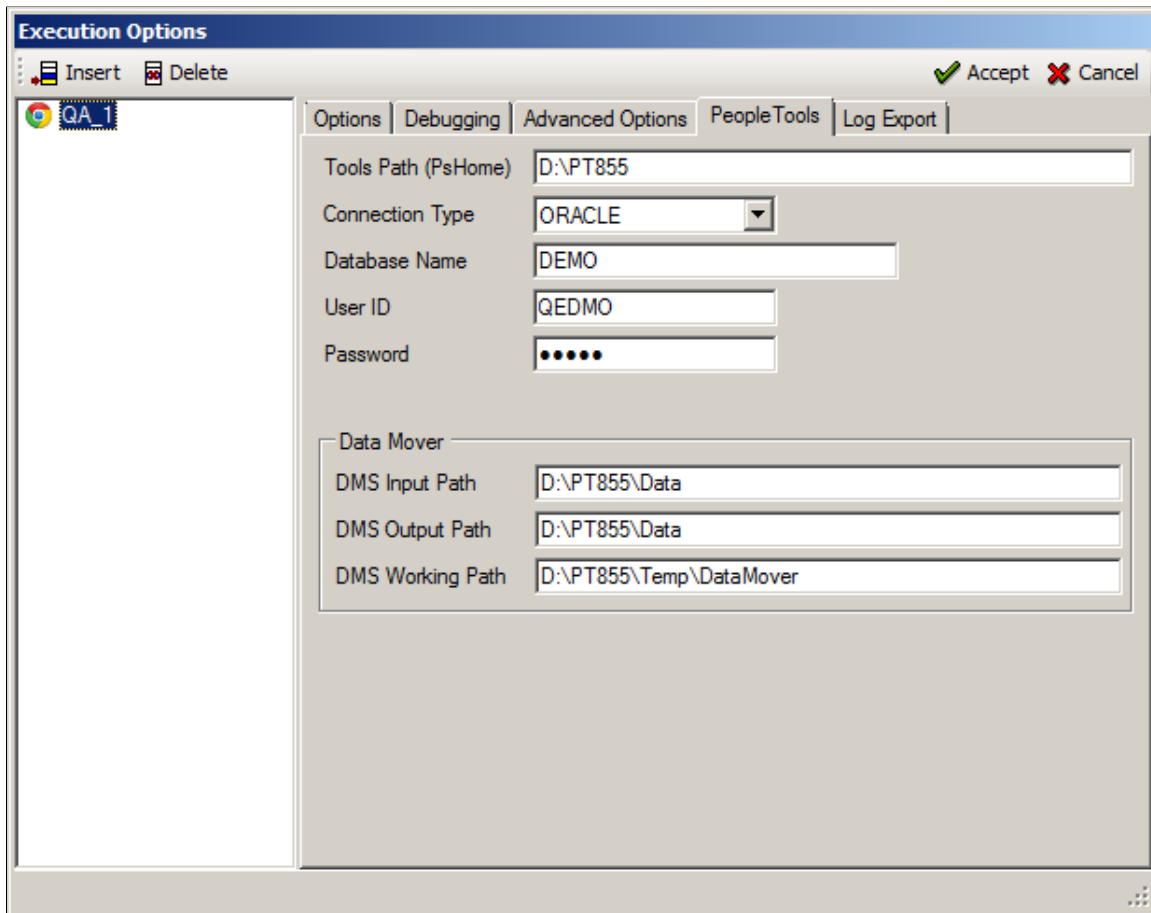 Execution Options
Insert Delete Accept Cancel
QA_1
Options Debugging Advanced Options PeopleTools Log Export
Tools Path (PsHome) D:\PT855
Connection Type ORACLE
Database Name DEMO
User ID QEDMO
Password •••••
Data Mover
DMS Input Path D:\PT855\Data
DMS Output Path D:\PT855\Data
DMS Working Path D:\PT855\Temp\DataMover